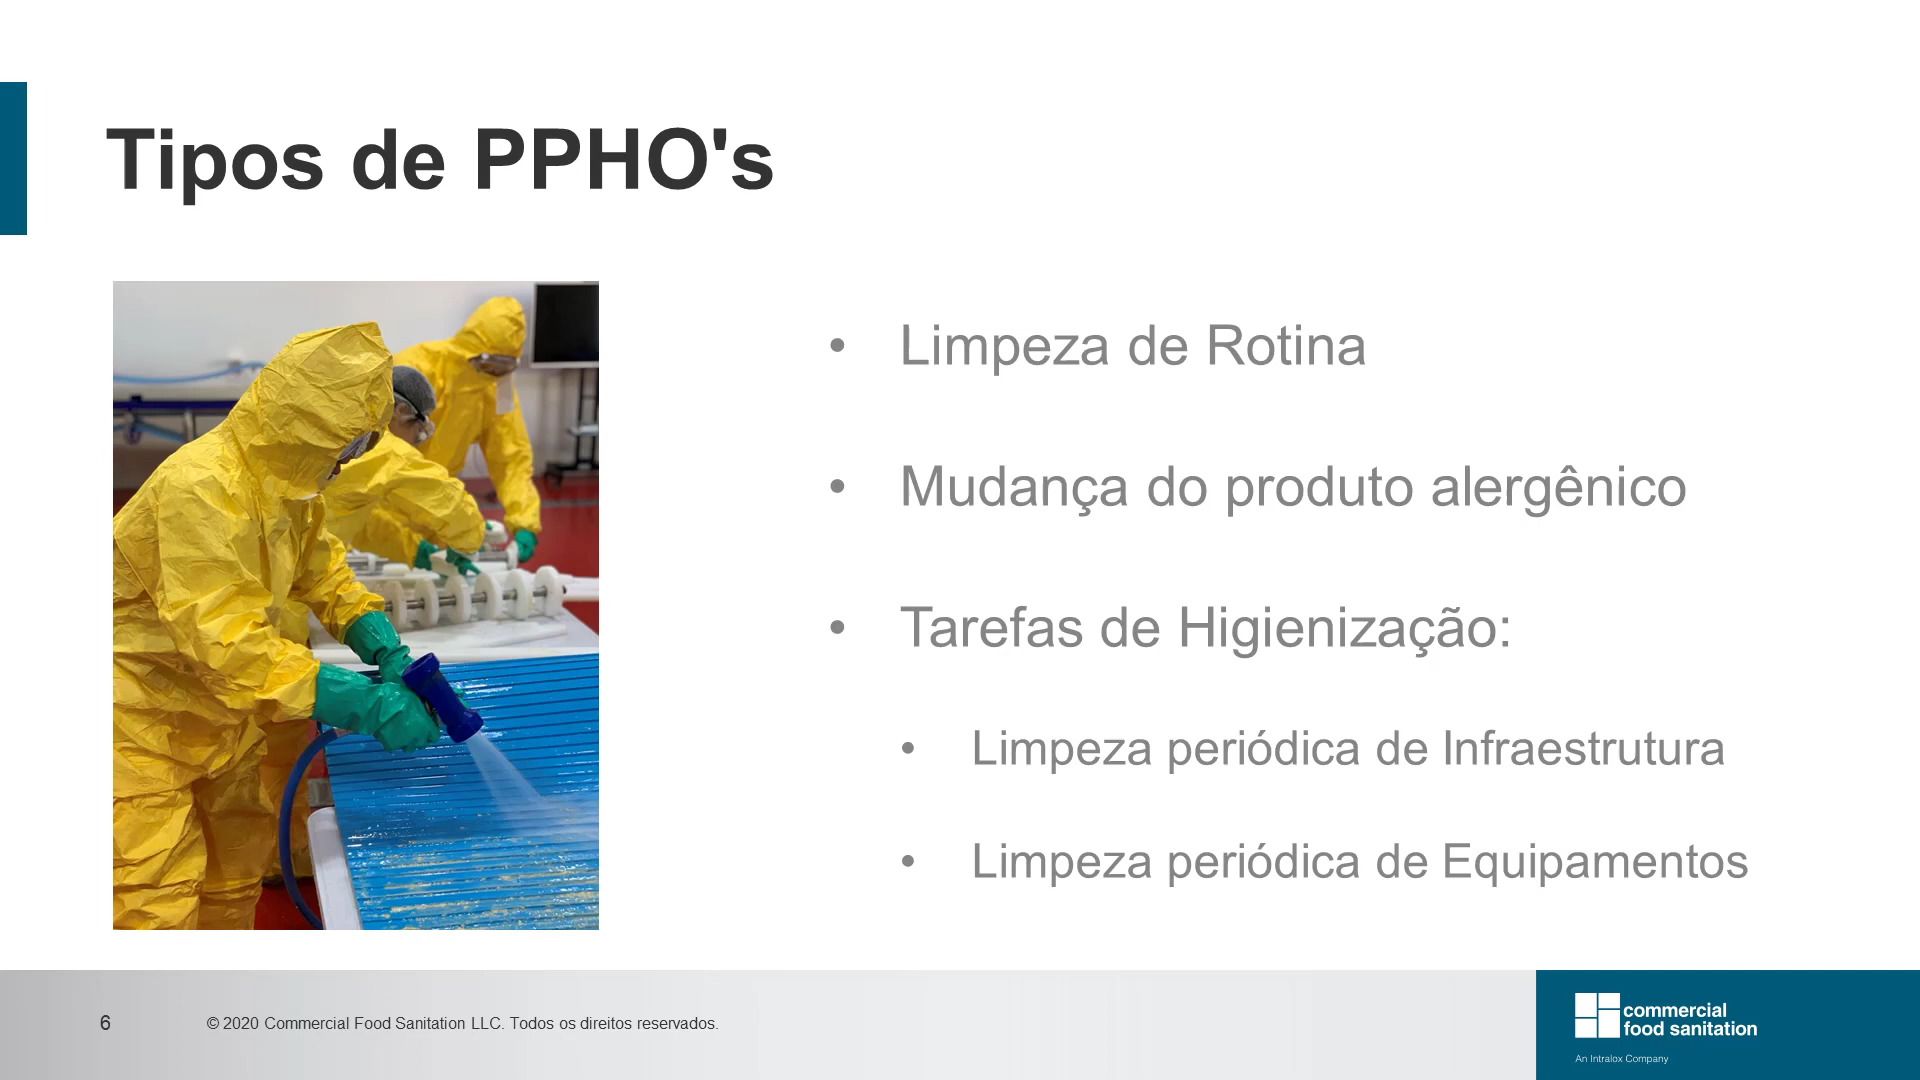 Tipos de PPHO's
• Limpeza de Rotina
• Mudança do produto alergênico
• Tarefas de Higienização:
• Limpeza periódica de Infraestrutura
• Limpeza periódica de Equipamentos
6
© 2020 Commercial Food Sanitation LLC. Todos os direitos reservados.
commercial
food sanitation
An Intralox Company